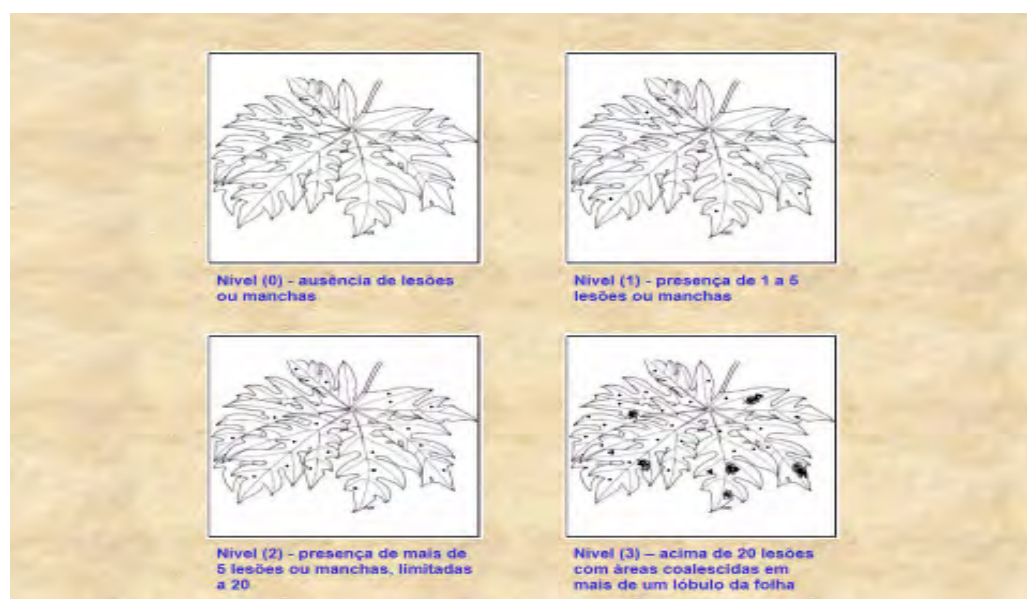 Nível (0) - ausência de lesões
ou manchas
Nível (1) - presença de 1 a 5
lesões ou manchas
Nível (2) - presença de mais de
5 lesões ou manchas, limitadas
a 20
Nível (3) – acima de 20 lesões
com áreas coalescidas em
mais de um lóbulo da folha